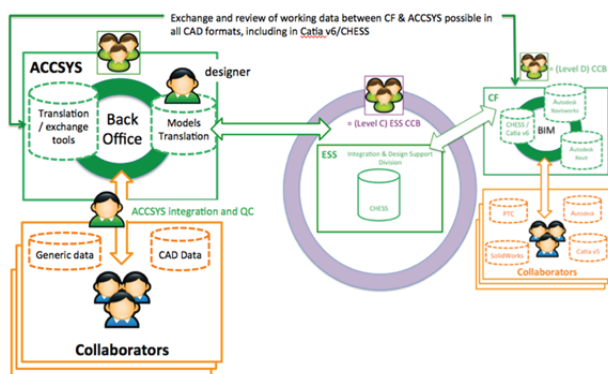 Exchange and review of working data between CF & ACCSYS possible in
all CAD formats, including in Catia v6/CHESS
ACCSYS
designer
Translation
/ exchange
tools
Back
Office
Models
Translation
ACCSYS integration and QC
Generic data
CAD Data
Collaborators
= (Level C) ESS CCB
ESS
Integration & Design Support
Division
CHESS
= (Level D) CCB
CF
CHESS /
Catia v6
BIM
Autodesk
Autodesk
Revit
PTC
Autodesk
SolidWorks
Catia v5
Collaborators